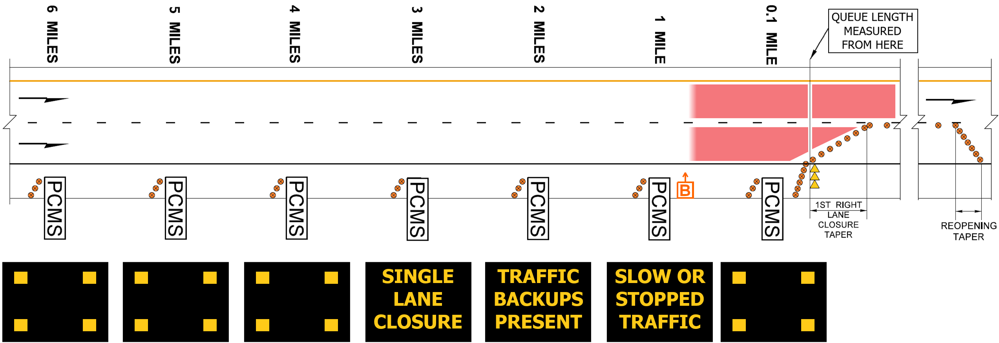 6 MILES
5 MILES
4 MILES
3 MILES
2 MILES
1 MILE
0.1 MILE
QUEUE LENGTH
MEASURED
FROM HERE
PCMS
PCMS
PCMS
PCMS
PCMS
PCMS
B
PCMS
1ST RIGHT
LANE
CLOSURE
TAPER
REOPENING
TAPER
SINGLE
LANE
CLOSURE
TRAFFIC
BACKUPS
PRESENT
SLOW OR
STOPPED
TRAFFIC